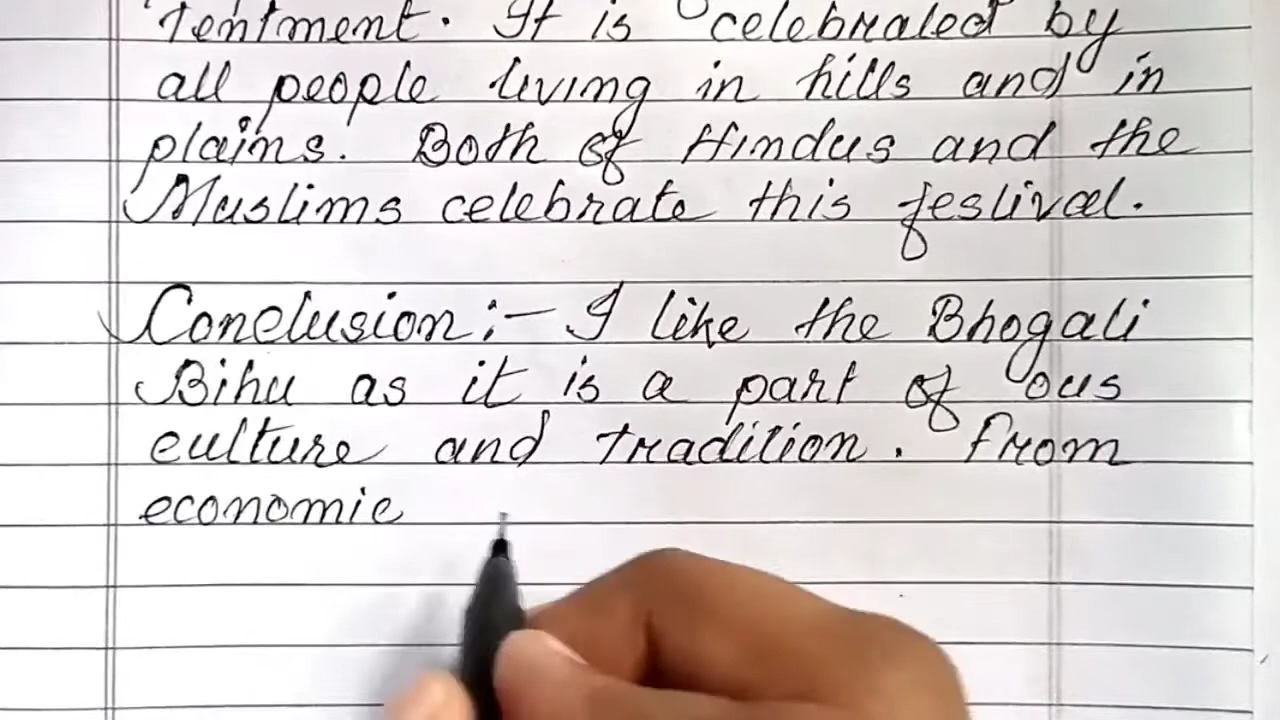 Tentment. It is celebrated by
all people living in hills and in
plains. Both of Hindus and the
Muslims celebrate this festival.
Conclusion:- I like the Bhogali
Bihu as it is a part of ous
culture and tradition. From
economic